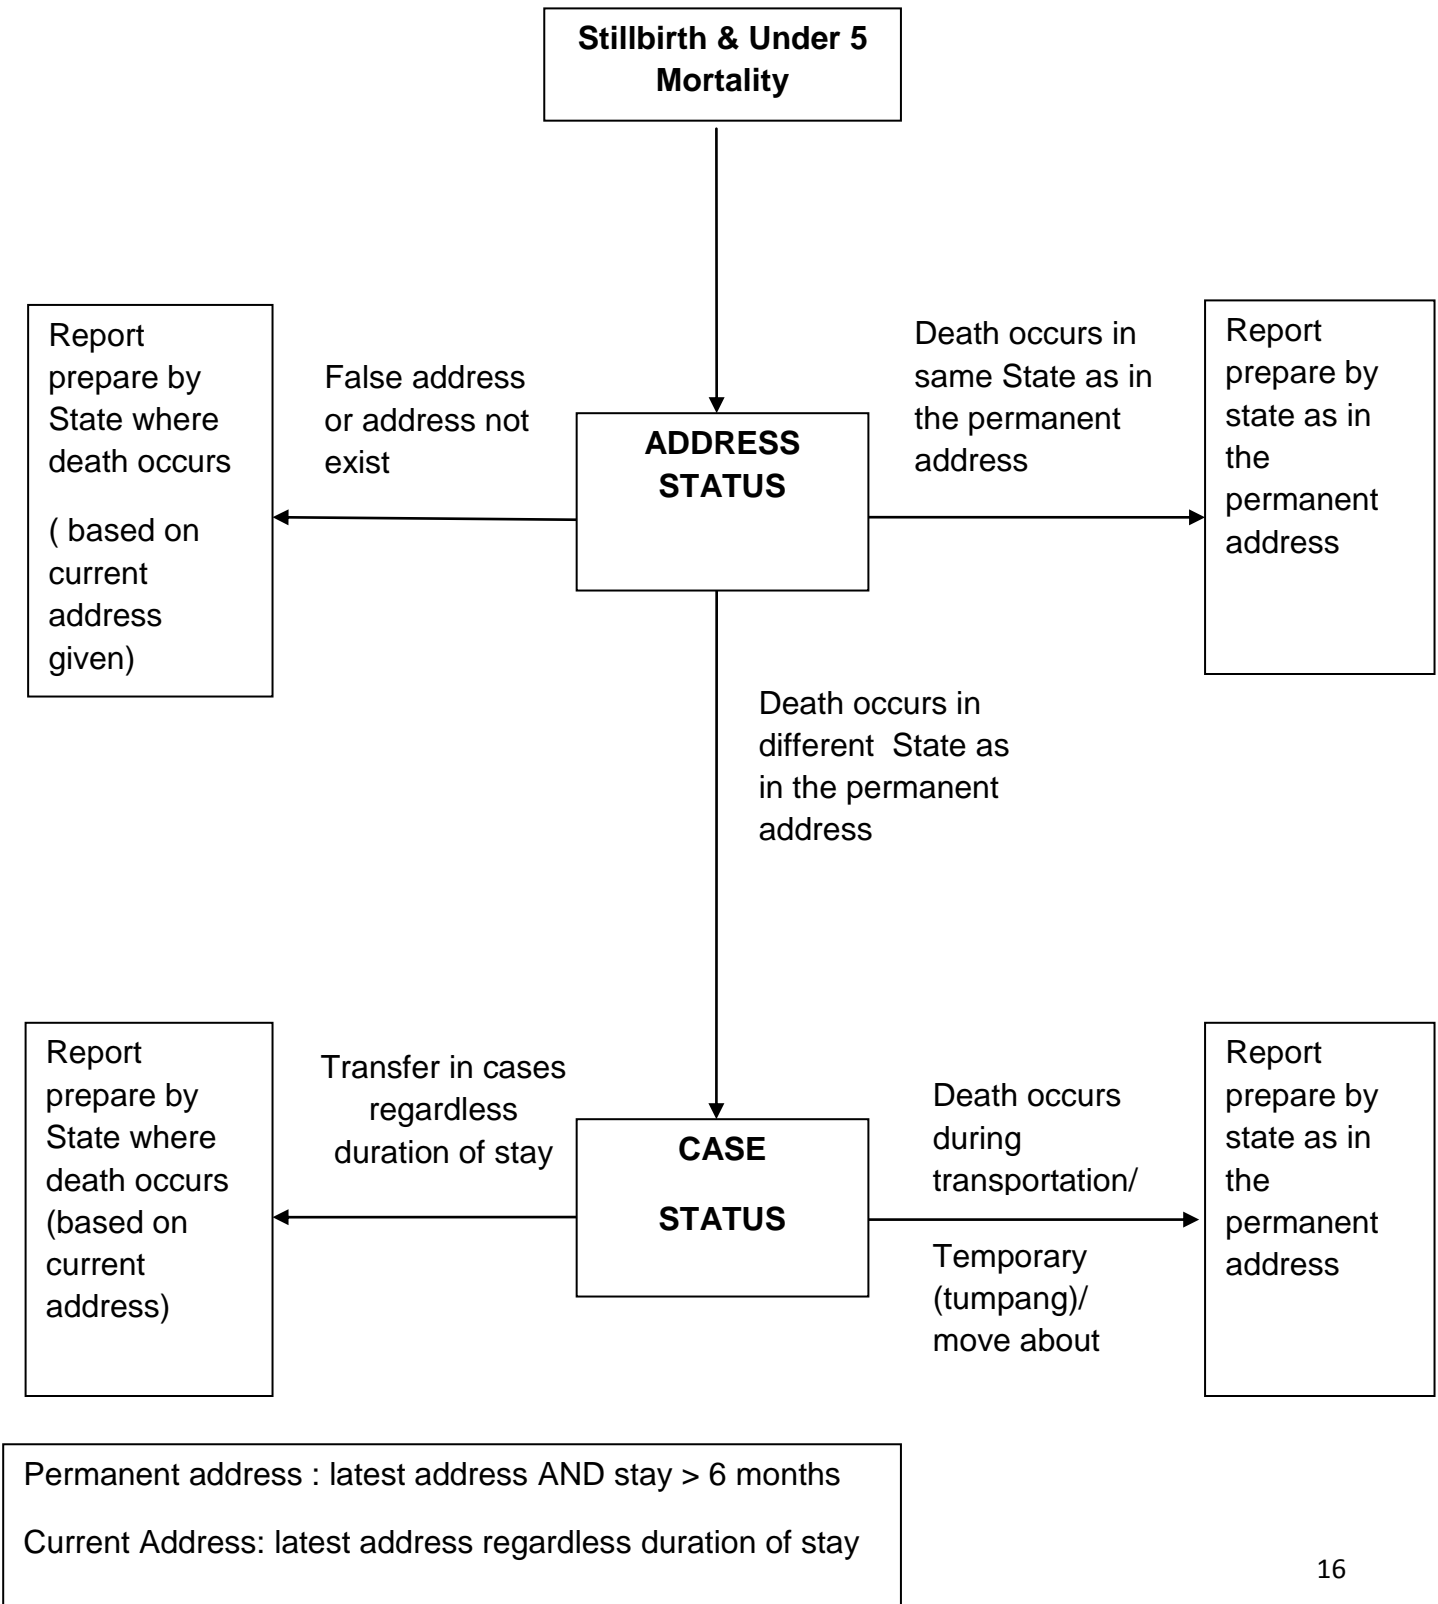 Stillbirth & Under 5
Mortality
Report
prepare by
State where
death occurs
( based on
current
address
given)
False address
or address not
exist
ADDRESS
STATUS
Death occurs in
same State as in
the permanent
address
Report
prepare by
state as in
the
permanent
address
Death occurs in
different  State as
in the permanent
address
Report
prepare by
State where
death occurs
(based on
current
address)
Transfer in cases
regardless
duration of stay
CASE
STATUS
Death occurs
during
transportation/
Temporary
(tumpang)/
move about
Report
prepare by
state as in
the
permanent
address
Permanent address : latest address AND stay > 6 months
Current Address: latest address regardless duration of stay
16